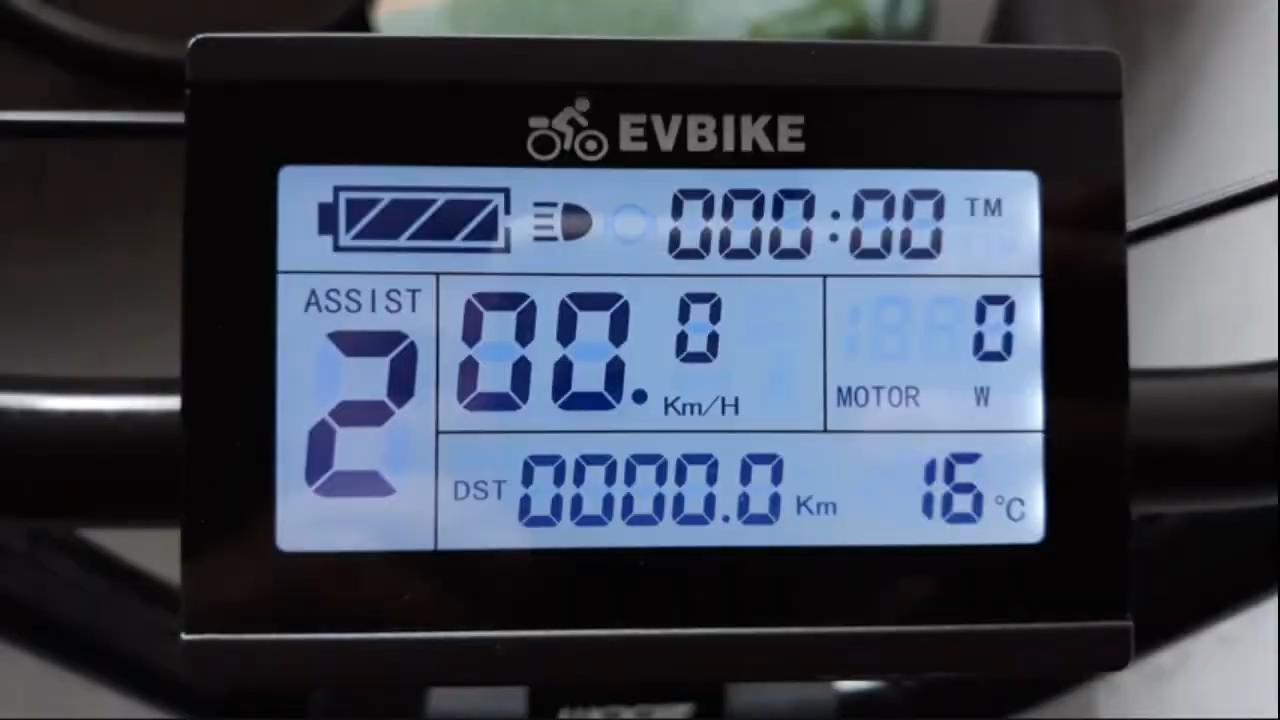 EVBIKE
000:00 TM
ASSIST
2
00.0 Km/H
0
MOTOR W
DST 0000.0 Km 16 °C